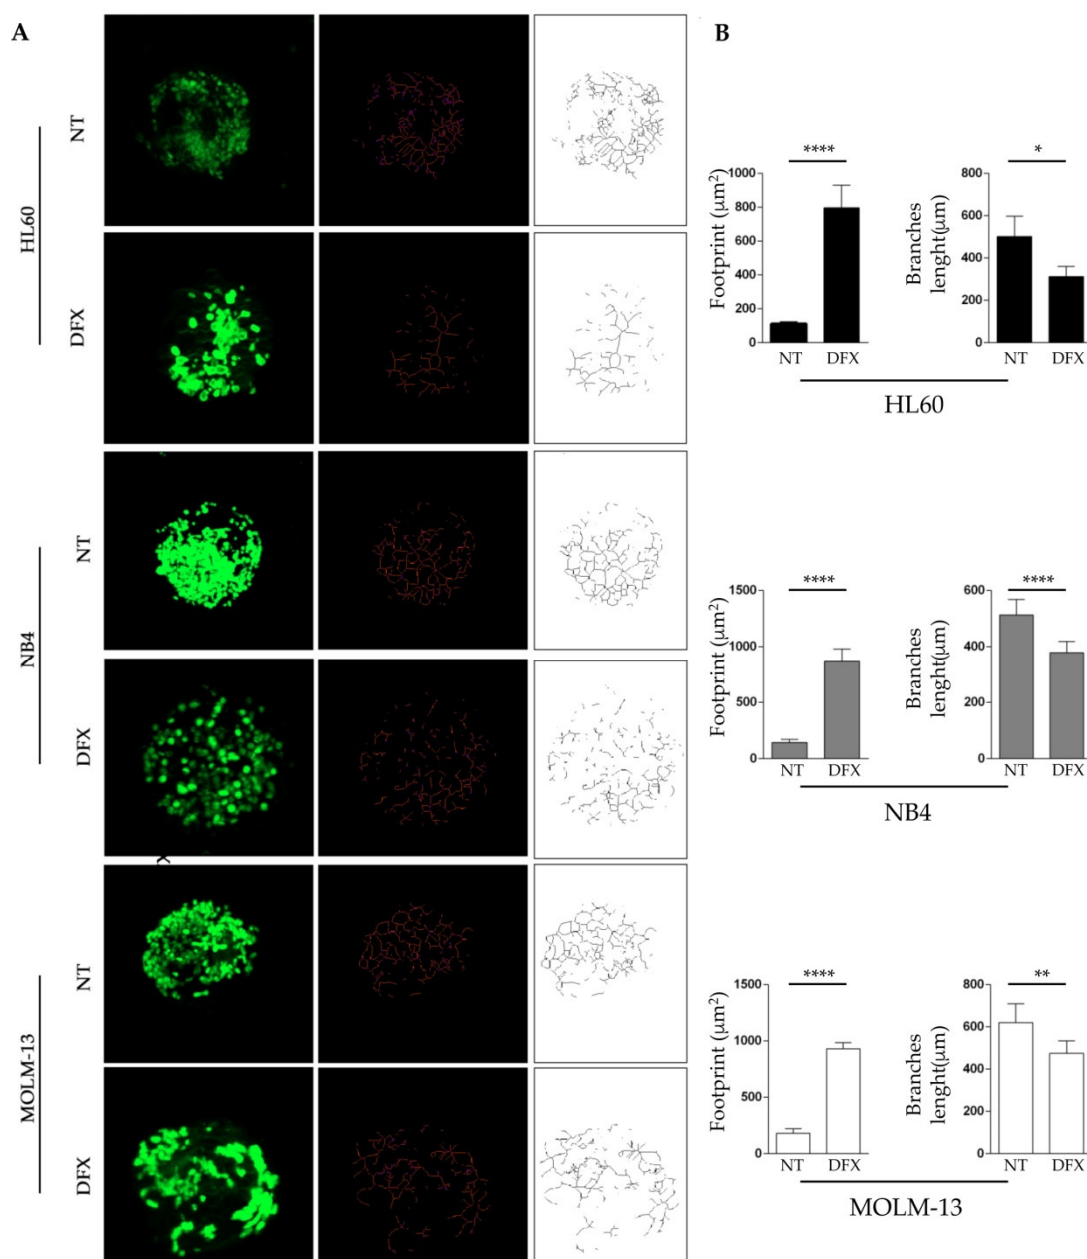 A
B
NT
HL60
DFX
NT
NB4
DFX
X
NT
MOLM-13
DFX
****
Footprint (µm²)
1000
800
600
400
200
0
NT DFX
*
Branches
lenght(µm)
800
600
400
200
0
NT DFX
HL60
****
Footprint (µm²)
1500
1000
500
0
NT DFX
****
Branches
lenght(µm)
600
400
200
0
NT DFX
NB4
****
Footprint (µm²)
1500
1000
500
0
NT DFX
**
Branches
lenght(µm)
800
600
400
200
0
NT DFX
MOLM-13